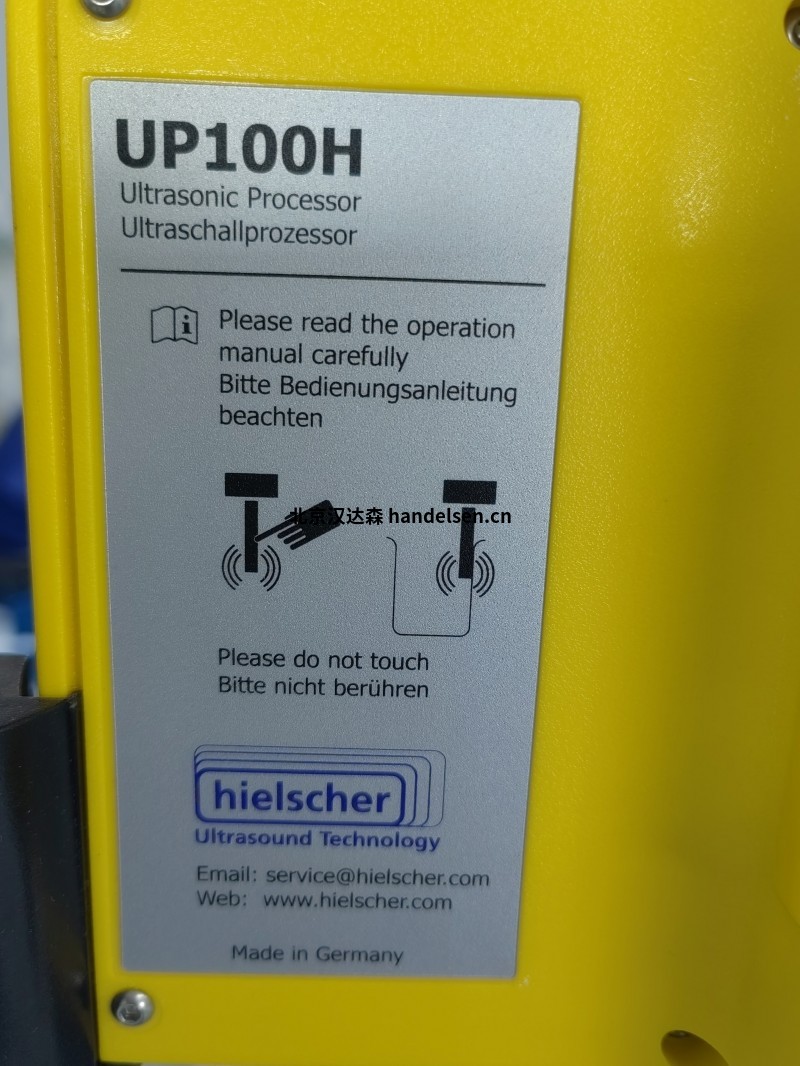 UP100H
Ultrasonic Processor
Ultraschallprozessor
Please read the operation
manual carefully
Bitte Bedienungsanleitung
beachten
北京汉达森 handelsen.cn
Please do not touch
Bitte nicht berühren
hielscher
Ultrasound Technology
Email: service@hielscher.com
Web: www.hielscher.com
Made in Germany